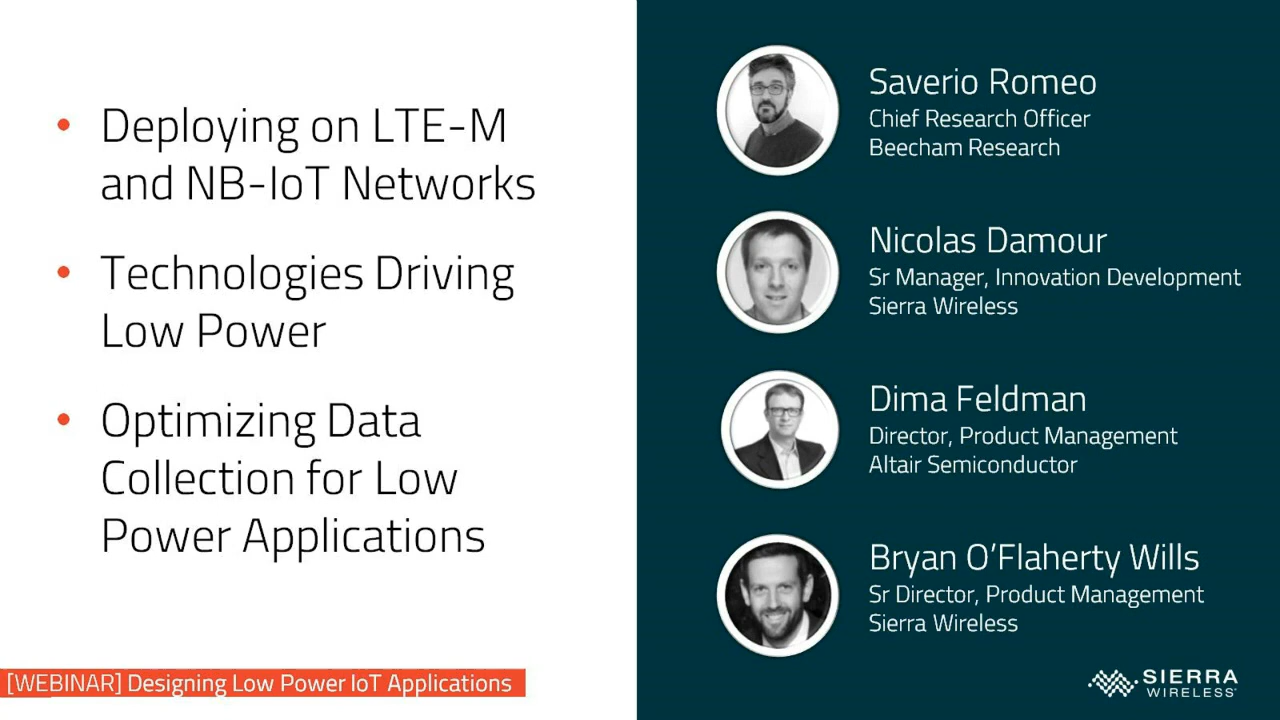 • Deploying on LTE-M
and NB-IoT Networks
• Technologies Driving
Low Power
• Optimizing Data
Collection for Low
Power Applications
[WEBINAR] Designing Low Power IoT Applications
Saverio Romeo
Chief Research Officer
Beecham Research
Nicolas Damour
Sr Manager, Innovation Development
Sierra Wireless
Dima Feldman
Director, Product Management
Altair Semiconductor
Bryan O’Flaherty Wills
Sr Director, Product Management
Sierra Wireless
SIERRA
WIRELESS